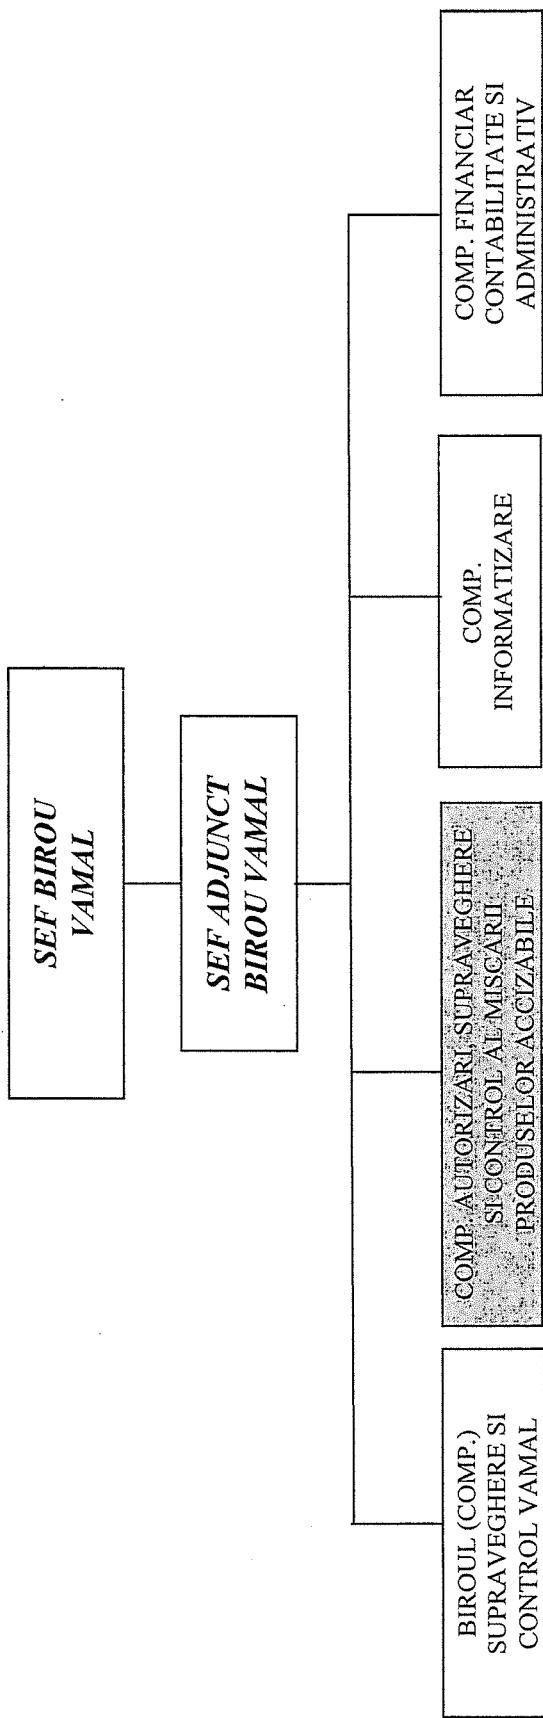 SEF BIROU
VAMAL
SEF ADJUNCT
BIROU VAMAL
BIROUL (COMP.)
SUPRAVEGHERE SI
CONTROL VAMAL
COMP. AUTORIZARI, SUPRAVEGHERE
SI CONTROL AL MISCARII
PRODUSELOR ACCIZABILE
COMP.
INFORMATIZARE
COMP. FINANCIAR
CONTABILITATE SI
ADMINISTRATIV